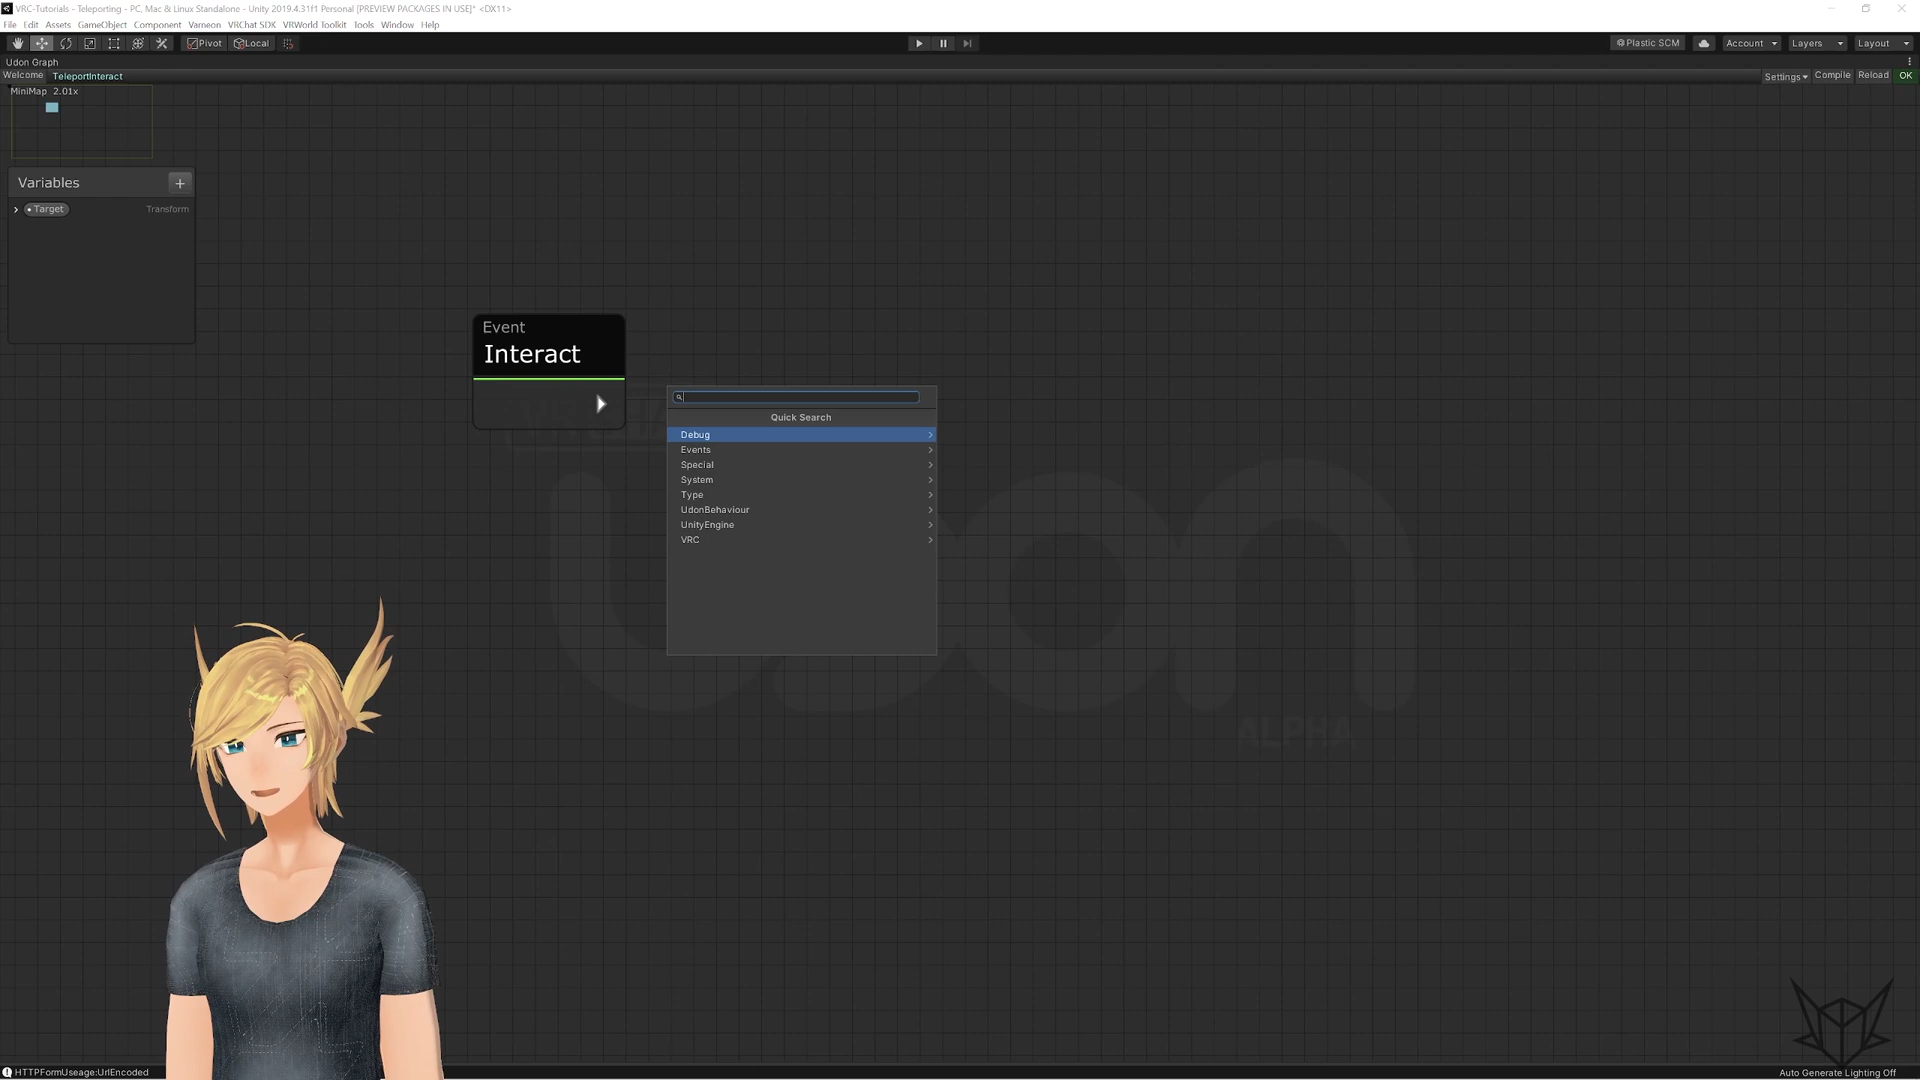 VRC-Tutorials - Teleporting - PC, Mac & Linux Standalone - Unity 2019.4.31f1 Personal [PREVIEW PACKAGES IN USE]* <DX11>
File Edit Assets GameObject Component Varneon VRChat SDK VRWorld Toolkit Tools Window Help
Pivot Local Plastic SCM Account Layers Layout
Udon Graph
Welcome TeleportInteract Settings Compile Reload OK
MiniMap 2.01x
Variables +
Target Transform
Event
Interact
Quick Search
Debug
Events
Special
System
Type
UdonBehaviour
UnityEngine
VRC
udon
ALPHA
HTTPFormUseage:UrlEncoded Auto Generate Lighting Off